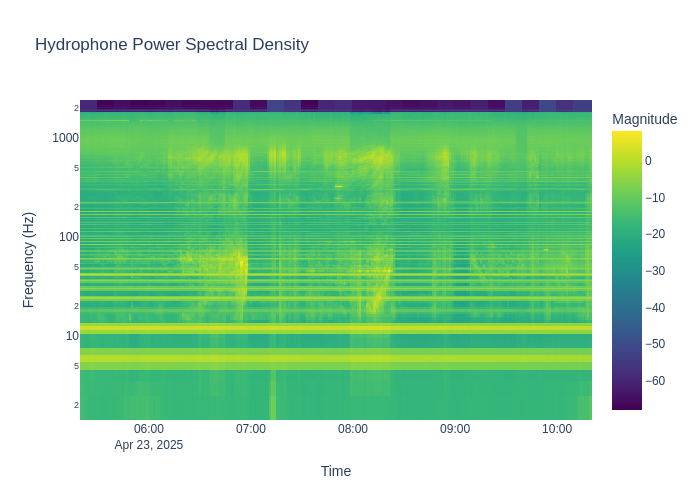 Hydrophone Power Spectral Density
Magnitude
2
1000
5
2
100
5
2
10
5
2
Frequency (Hz)
0
−10
−20
−30
−40
−50
−60
06:00 07:00 08:00 09:00 10:00
Apr 23, 2025
Time